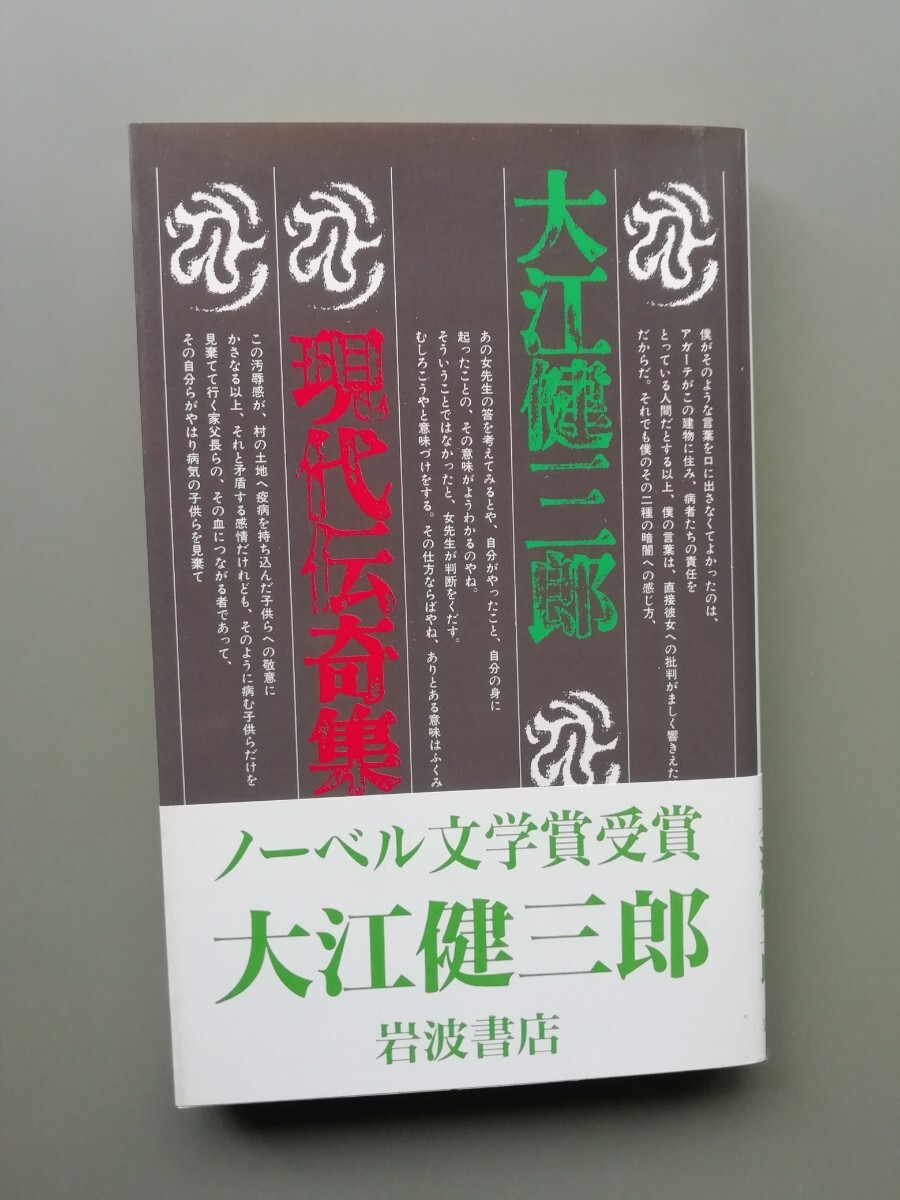 僕がそのような言葉を口に出さなくてよかったのは、
アガーテがこの建物に住み、病者たちの責任を
とっている人間だとする以上、僕の言葉は、直接彼女への批判がましく響きえた
だからだ。それでも僕のその二種の暗闇への感じ方、
大江健三郎
あの女先生の答を考えてみるとや、自分がやったこと、自分の身に
起ったことの、その意味がようわかるのやね。
そういうことではなかったと、女先生が判断をくだす。
むしろこうやと意味づけをする。その仕方ならばやね、ありとある意味はふくみ
現代伝奇集
この汚辱感が、村の土地へ疫病を持ち込んだ子供らへの敬意に
かさなる以上、それと矛盾する感情だけれども、そのように病む子供らだけを
見棄てて行く家父長らの、その血につながる者であって、
その自分らがやはり病気の子供らを見棄て
ノーベル文学賞受賞
大江健三郎
岩波書店